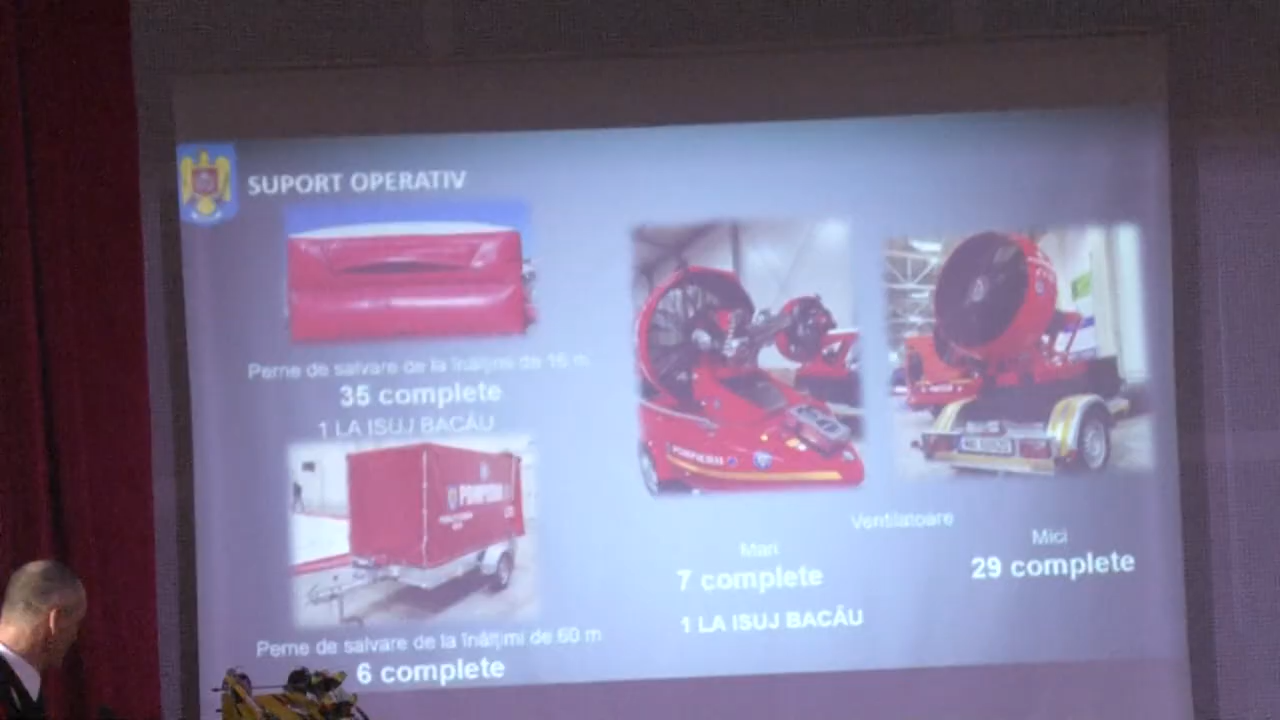 SUPORT OPERATIV
Perne de salvare de la înălțimi de 16 m
35 complete
1 LA ISUJ BACĂU
POMPIERII
Perne de salvare de la înălțimi de 60 m
6 complete
POMPIERII
Ventilatoare
Mari
7 complete
1 LA ISUJ BACĂU
Mici
29 complete